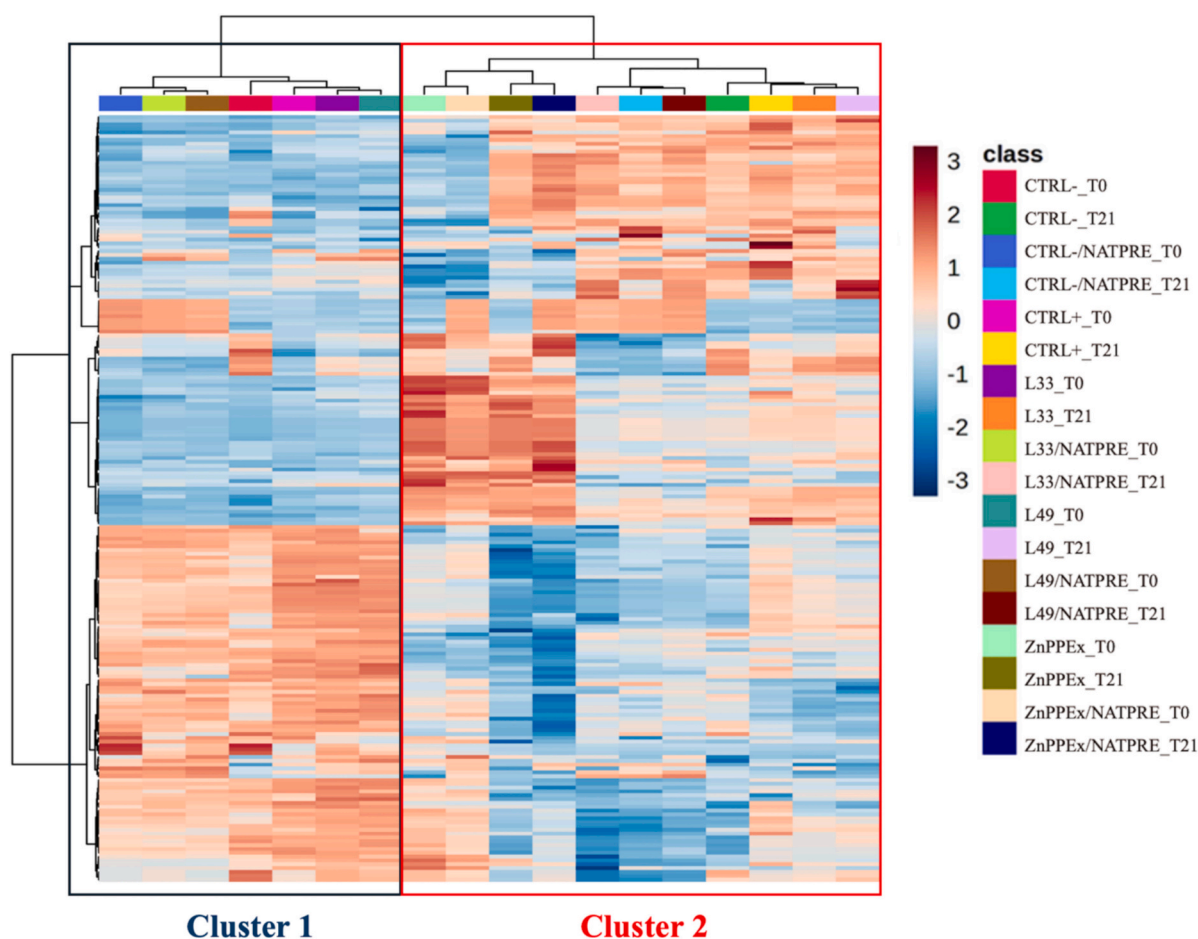 3
2
1
0
-1
-2
-3
class
CTRL-_T0
CTRL-_T21
CTRL-/NATPRE_T0
CTRL-/NATPRE_T21
CTRL+_T0
CTRL+_T21
L33_T0
L33_T21
L33/NATPRE_T0
L33/NATPRE_T21
L49_T0
L49_T21
L49/NATPRE_T0
L49/NATPRE_T21
ZnPPEx_T0
ZnPPEx_T21
ZnPPEx/NATPRE_T0
ZnPPEx/NATPRE_T21
Cluster 1
Cluster 2